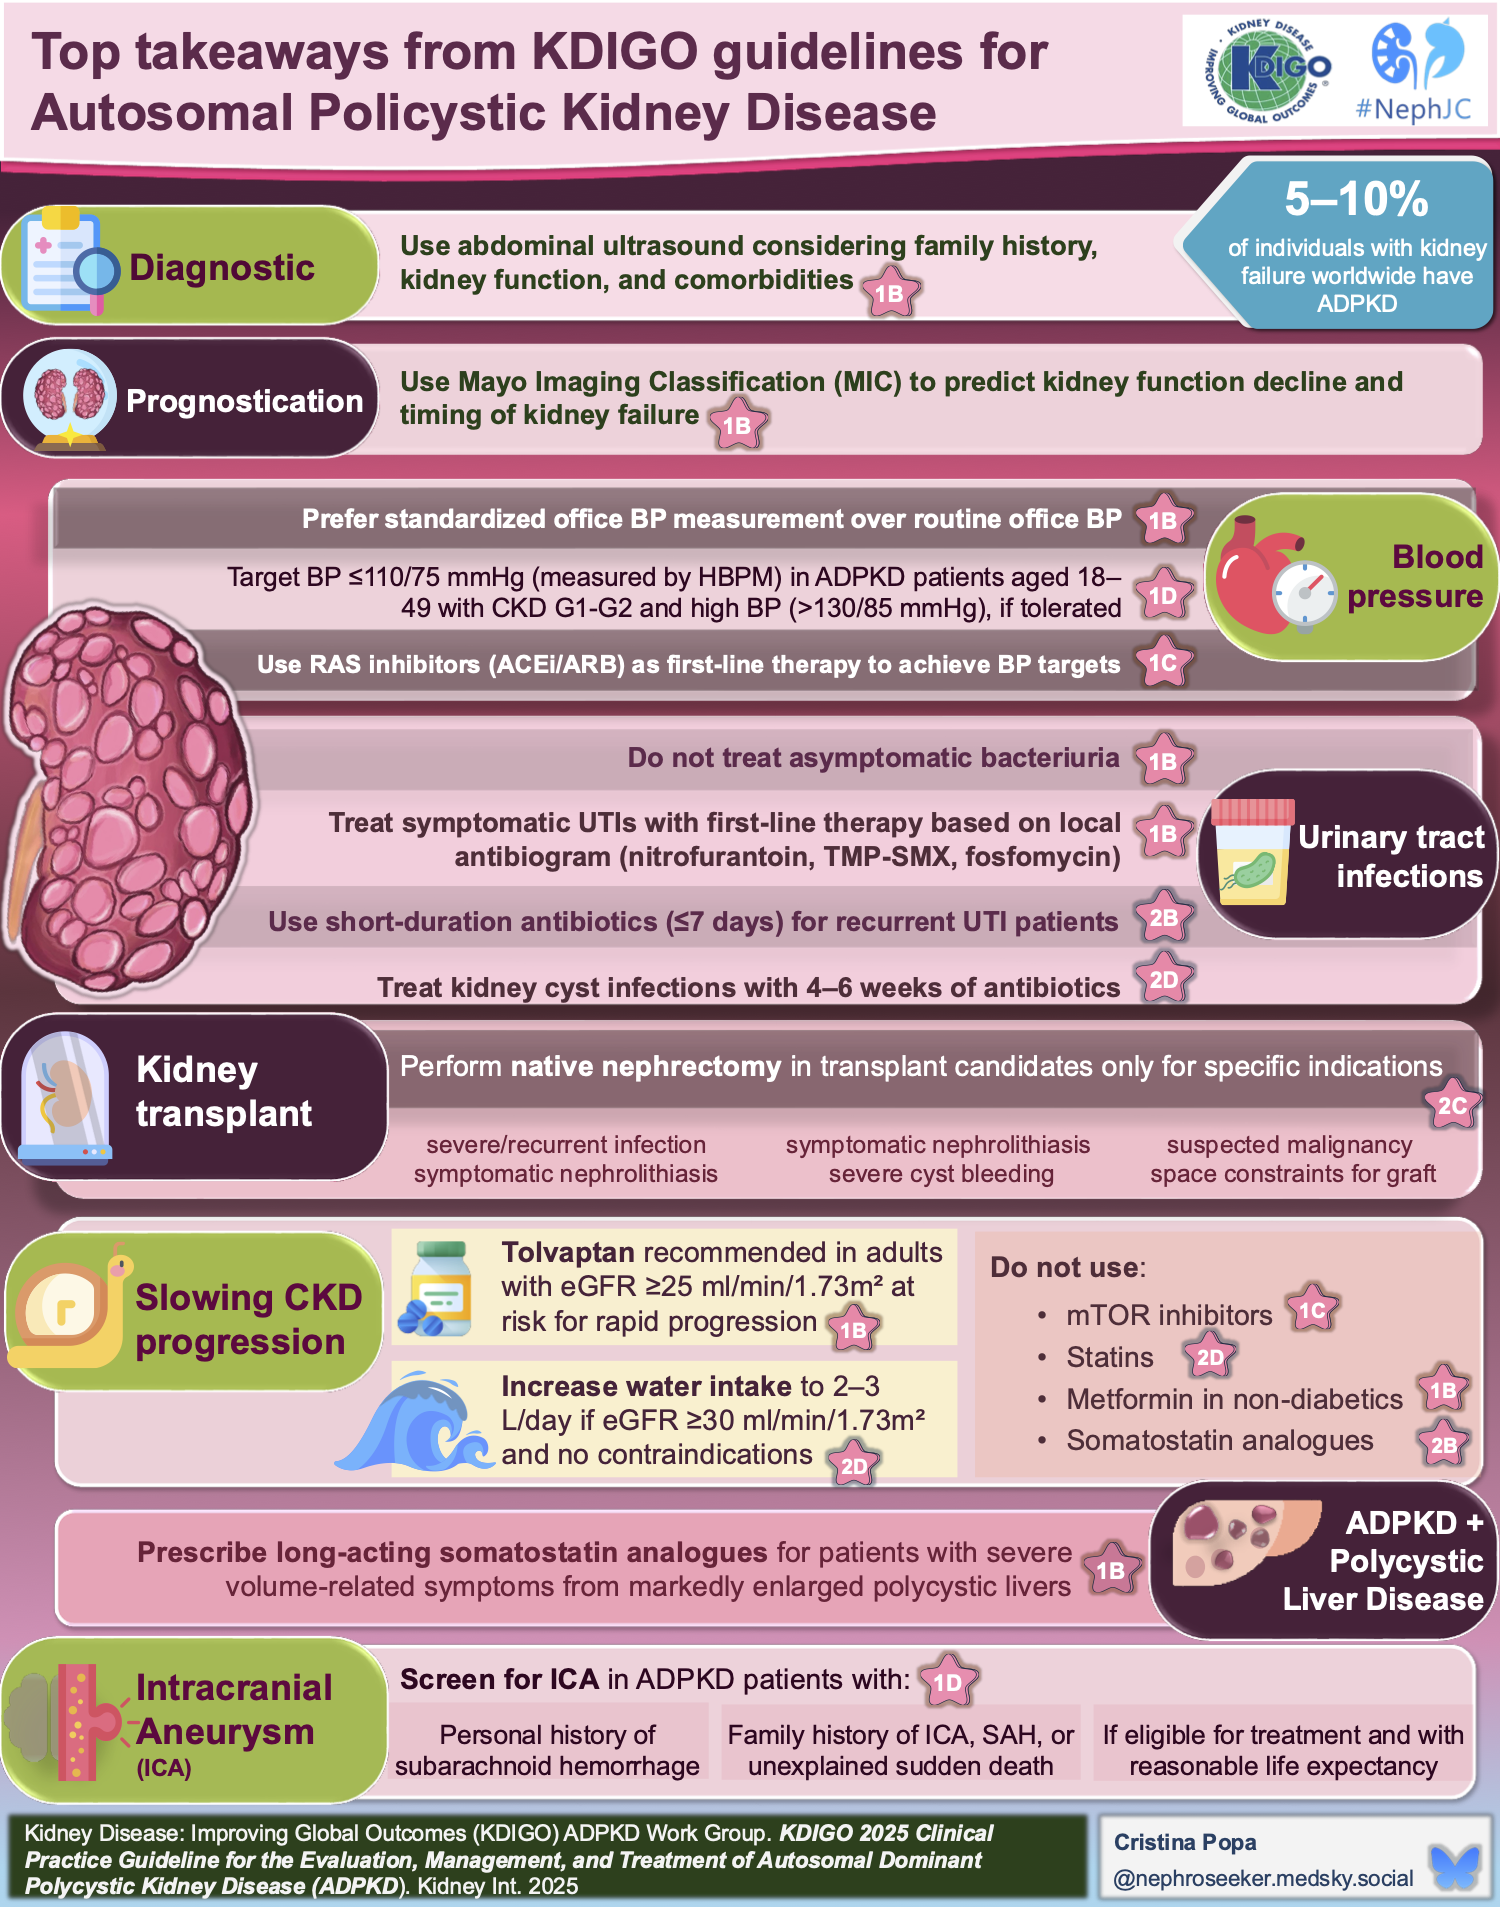 Top takeaways from KDIGO guidelines for
Autosomal Policystic Kidney Disease
KIDNEY DISEASE
IMPROVING GLOBAL OUTCOMES
KDIGO
®
#NephJC
5–10%
of individuals with kidney
failure worldwide have
ADPKD
Diagnostic
Use abdominal ultrasound considering family history,
kidney function, and comorbidities 1B
Prognostication
Use Mayo Imaging Classification (MIC) to predict kidney function decline and
timing of kidney failure 1B
Blood
pressure
Prefer standardized office BP measurement over routine office BP 1B
Target BP ≤110/75 mmHg (measured by HBPM) in ADPKD patients aged 18–
49 with CKD G1-G2 and high BP (>130/85 mmHg), if tolerated 1D
Use RAS inhibitors (ACEi/ARB) as first-line therapy to achieve BP targets 1C
Urinary tract
infections
Do not treat asymptomatic bacteriuria 1B
Treat symptomatic UTIs with first-line therapy based on local
antibiogram (nitrofurantoin, TMP-SMX, fosfomycin) 1B
Use short-duration antibiotics (≤7 days) for recurrent UTI patients 2B
Treat kidney cyst infections with 4–6 weeks of antibiotics 2D
Kidney
transplant
Perform native nephrectomy in transplant candidates only for specific indications
2C
severe/recurrent infection
symptomatic nephrolithiasis
symptomatic nephrolithiasis
severe cyst bleeding
suspected malignancy
space constraints for graft
Slowing CKD
progression
Tolvaptan recommended in adults
with eGFR ≥25 ml/min/1.73m² at
risk for rapid progression 1B
Increase water intake to 2–3
L/day if eGFR ≥30 ml/min/1.73m²
and no contraindications 2D
Do not use:
• mTOR inhibitors 1C
• Statins 2D
• Metformin in non-diabetics 1B
• Somatostatin analogues 2B
ADPKD +
Polycystic
Liver Disease
Prescribe long-acting somatostatin analogues for patients with severe
volume-related symptoms from markedly enlarged polycystic livers 1B
Intracranial
Aneurysm
(ICA)
Screen for ICA in ADPKD patients with: 1D
Personal history of
subarachnoid hemorrhage
Family history of ICA, SAH, or
unexplained sudden death
If eligible for treatment and with
reasonable life expectancy
Kidney Disease: Improving Global Outcomes (KDIGO) ADPKD Work Group. KDIGO 2025 Clinical
Practice Guideline for the Evaluation, Management, and Treatment of Autosomal Dominant
Polycystic Kidney Disease (ADPKD). Kidney Int. 2025
Cristina Popa
@nephroseeker.medsky.social